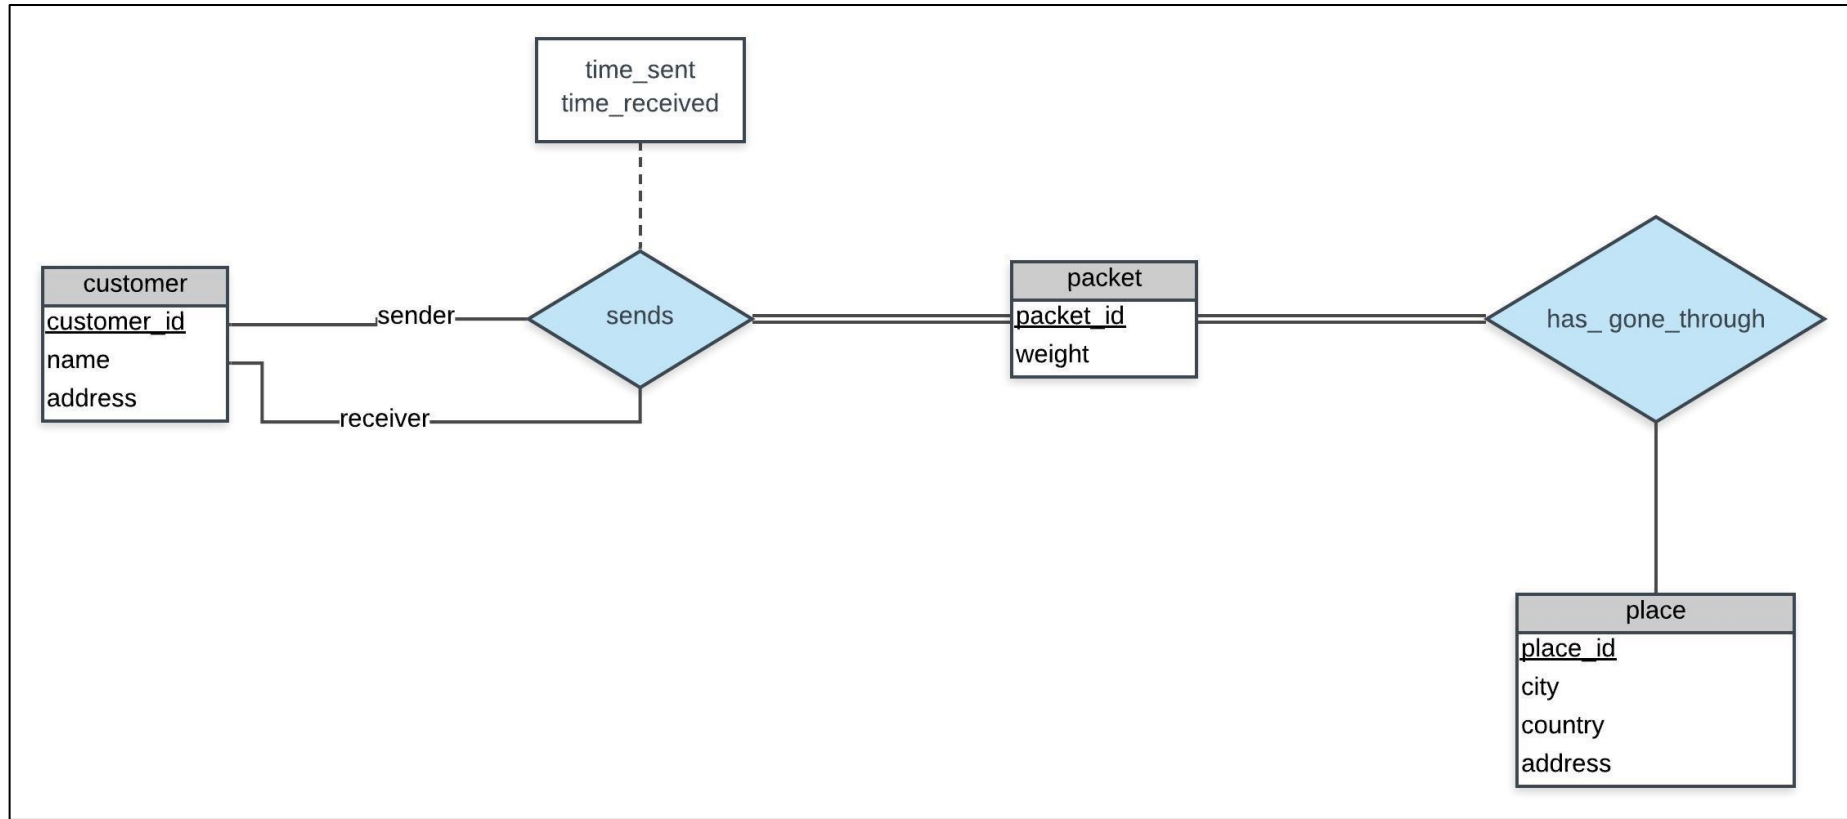 time_sent
time_received
customer
customer_id
name
address
sender
receiver
sends
packet
packet_id
weight
has_ gone_through
place
place_id
city
country
address